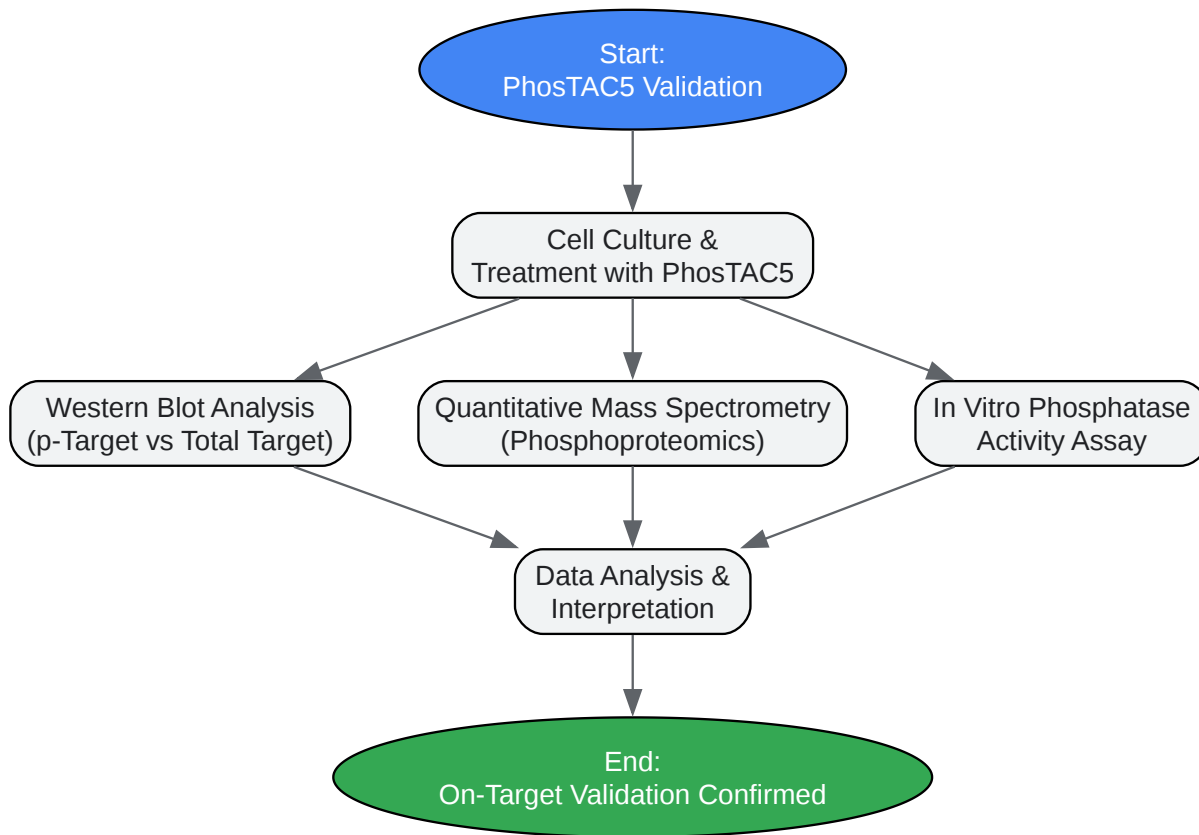 Start:
PhosTAC5 Validation
Cell Culture &
Treatment with PhosTAC5
Western Blot Analysis
(p-Target vs Total Target)
Quantitative Mass Spectrometry
(Phosphoproteomics)
In Vitro Phosphatase
Activity Assay
Data Analysis &
Interpretation
End:
On-Target Validation Confirmed